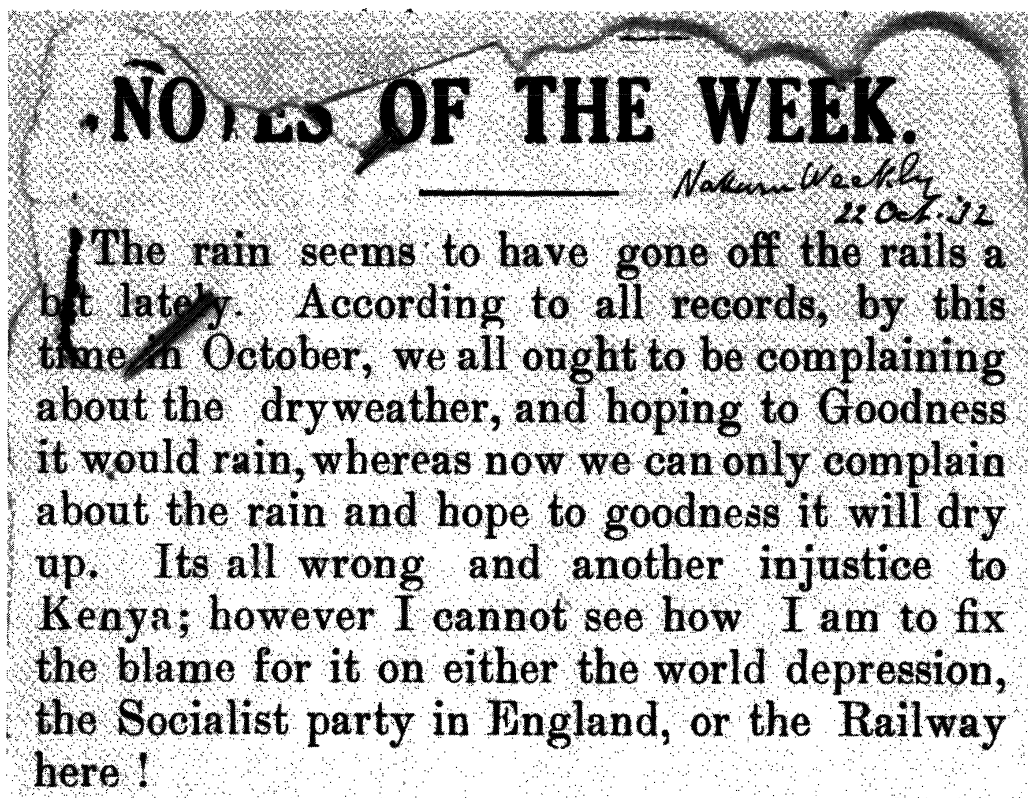 NOTES OF THE WEEK.
Nakuru Weekly
22 Oct. '32
The rain seems to have gone off the rails a
bit lately. According to all records, by this
time in October, we all ought to be complaining
about the dryweather, and hoping to Goodness
it would rain, whereas now we can only complain
about the rain and hope to goodness it will dry
up. Its all wrong and another injustice to
Kenya; however I cannot see how I am to fix
the blame for it on either the world depression,
the Socialist party in England, or the Railway
here !